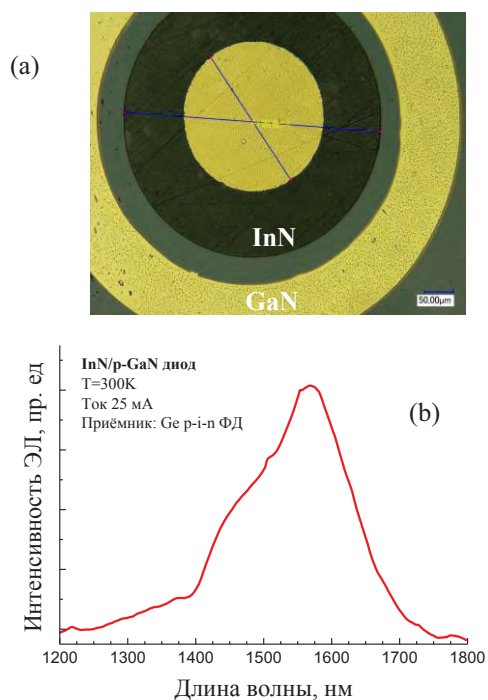 (a)
InN
GaN
50.00μm
InN/p-GaN диод
T=300K
Ток 25 мА
Приёмник: Ge p-i-n ФД
(b)
Интенсивность ЭЛ, пр. ед
1200 1300 1400 1500 1600 1700 1800
Длина волны, нм